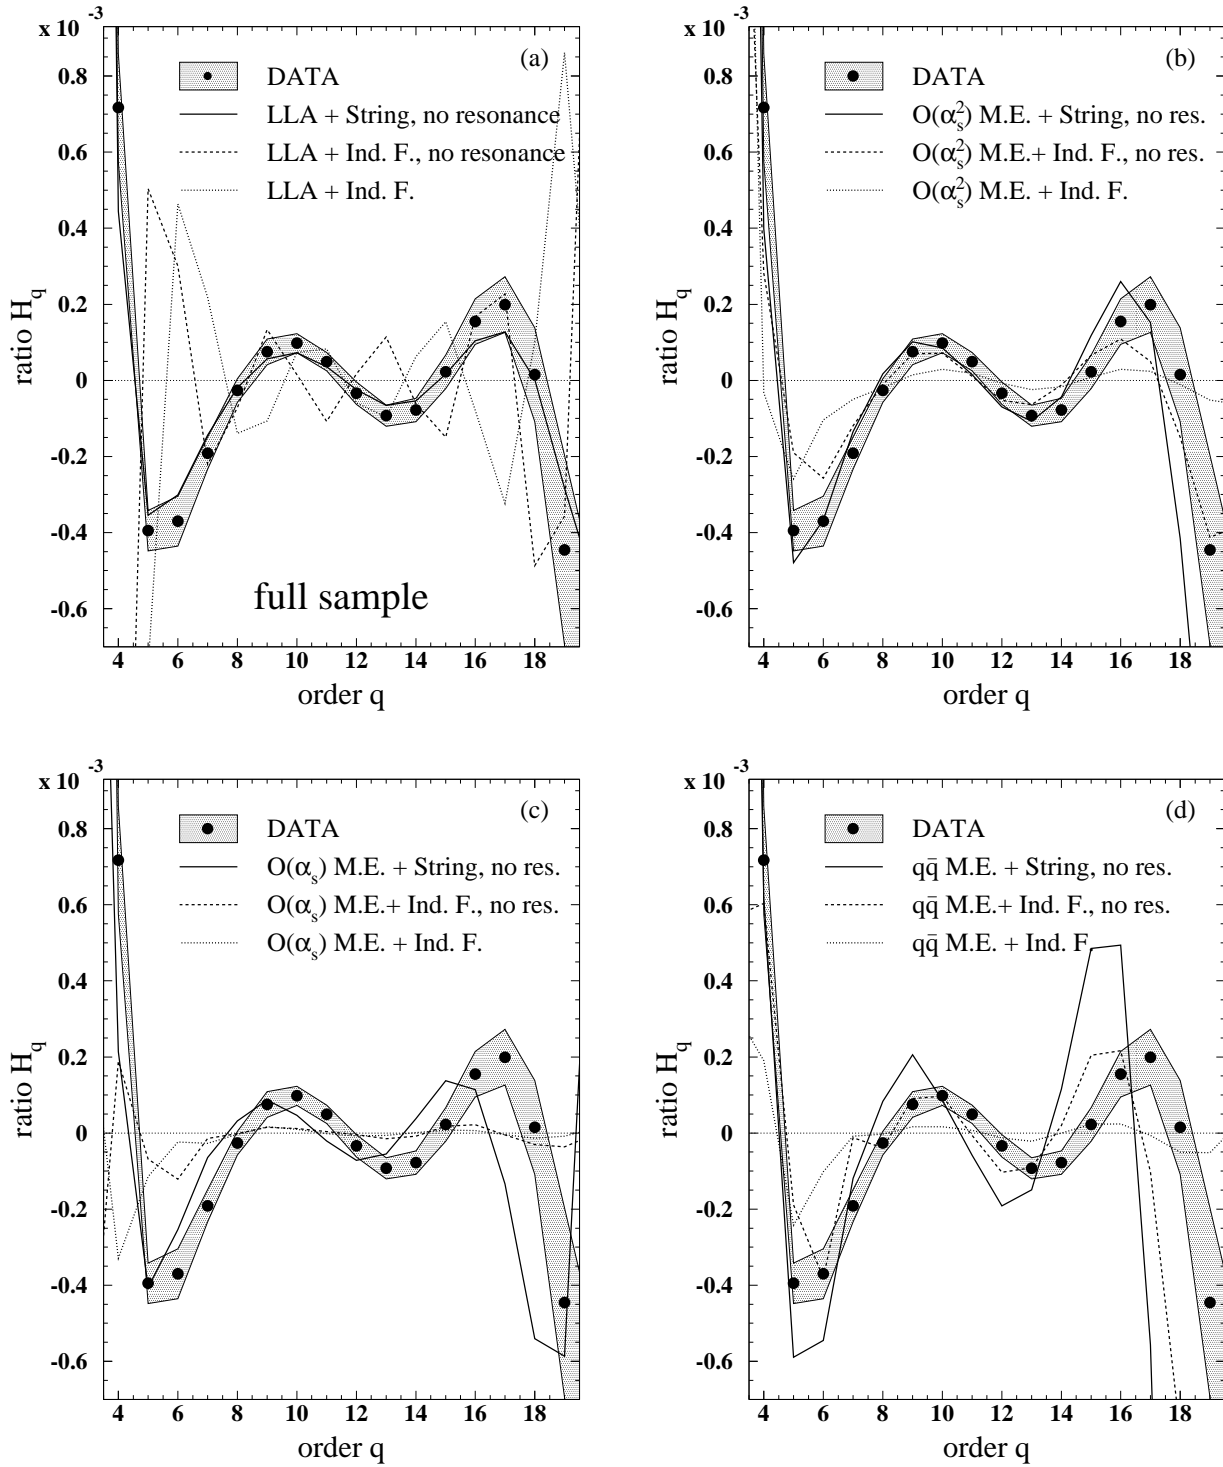 x 10 -3
(a)
DATA
LLA + String, no resonance
LLA + Ind. F., no resonance
LLA + Ind. F.
0.8
0.6
0.4
0.2
0
-0.2
-0.4
-0.6
ratio H_q
full sample
4 6 8 10 12 14 16 18
order q
x 10 -3
(b)
DATA
O(α_s^2) M.E. + String, no res.
O(α_s^2) M.E.+ Ind. F., no res.
O(α_s^2) M.E. + Ind. F.
0.8
0.6
0.4
0.2
0
-0.2
-0.4
-0.6
ratio H_q
4 6 8 10 12 14 16 18
order q
x 10 -3
(c)
DATA
O(α_s) M.E. + String, no res.
O(α_s) M.E.+ Ind. F., no res.
O(α_s) M.E. + Ind. F.
0.8
0.6
0.4
0.2
0
-0.2
-0.4
-0.6
ratio H_q
4 6 8 10 12 14 16 18
order q
x 10 -3
(d)
DATA
qq̄ M.E. + String, no res.
qq̄ M.E.+ Ind. F., no res.
qq̄ M.E. + Ind. F.
0.8
0.6
0.4
0.2
0
-0.2
-0.4
-0.6
ratio H_q
4 6 8 10 12 14 16 18
order q